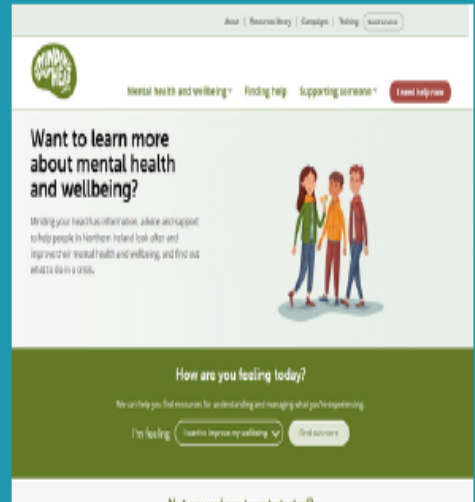 About | Resources library | Campaigns | Training
MINDING your HEAD
Mental health and wellbeing Finding help Supporting someone I need help now
Want to learn more
about mental health
and wellbeing?
Minding your head has information, advice and support
to help people in Northern Ireland look after and
improve their mental health and wellbeing, and find out
what to do in a crisis.
How are you feeling today?
We can help you find resources for understanding and managing what you're experiencing.
I'm feeling I want to improve my wellbeing Find out more